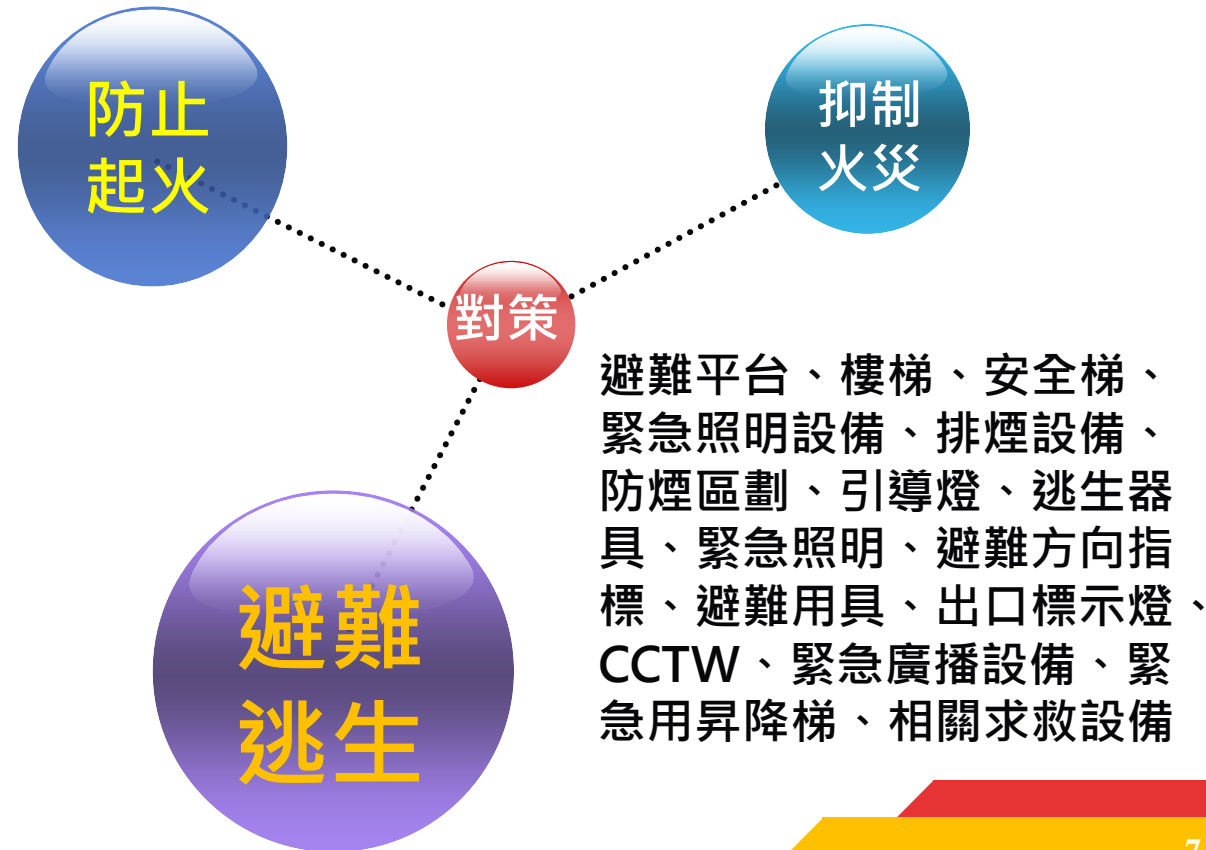 防止
起火
抑制
火災
對策
避難平台、樓梯、安全梯、
緊急照明設備、排煙設備、
防煙區劃、引導燈、逃生器
具、緊急照明、避難方向指
標、避難用具、出口標示燈、
CCTW、緊急廣播設備、緊
急用昇降梯、相關求救設備
避難
逃生
7